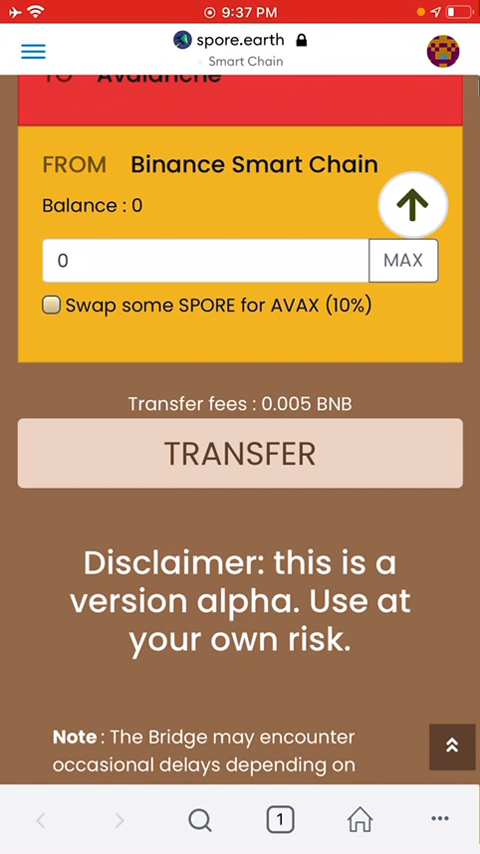 9:37 PM
spore.earth
Smart Chain
TO Avalanche
FROM Binance Smart Chain
Balance : 0
0 MAX
Swap some SPORE for AVAX (10%)
Transfer fees : 0.005 BNB
TRANSFER
Disclaimer: this is a
version alpha. Use at
your own risk.
Note : The Bridge may encounter
occasional delays depending on
1